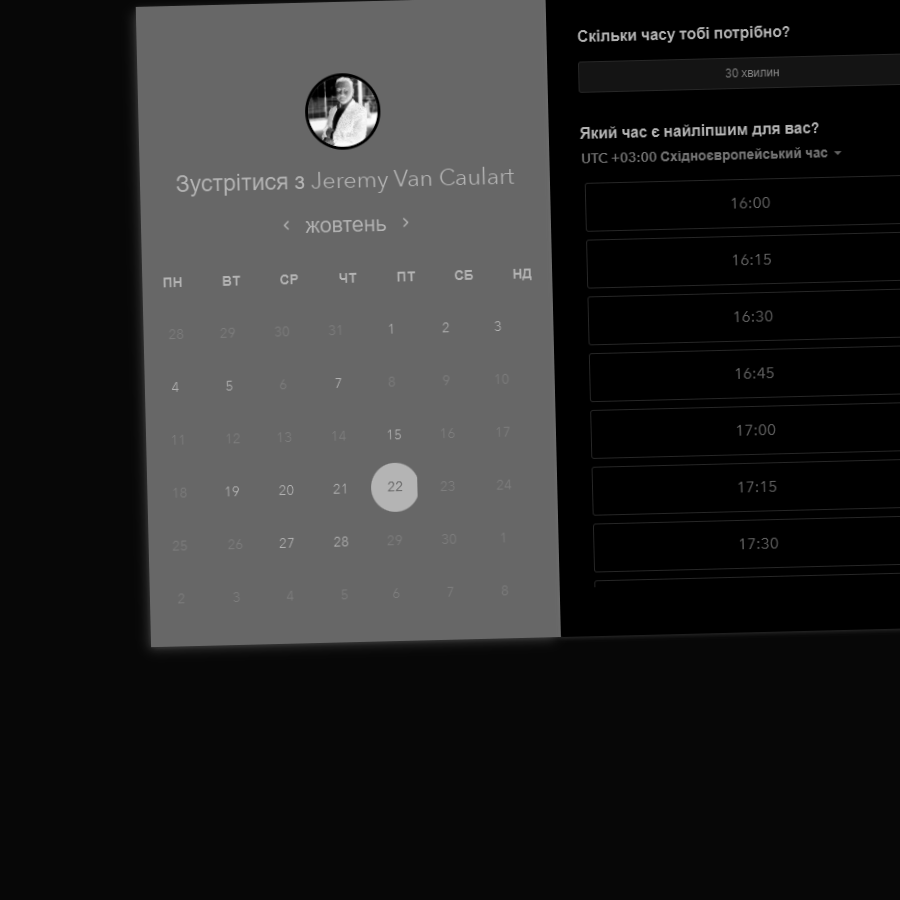 Зустрітися з Jeremy Van Caulart
жовтень
ПН ВТ СР ЧТ ПТ СБ НД
28 29 30 31 1 2 3
4 5 6 7 8 9 10
11 12 13 14 15 16 17
18 19 20 21 22 23 24
25 26 27 28 29 30 1
2 3 4 5 6 7 8
Скільки часу тобі потрібно?
30 хвилин
Який час є найліпшим для вас?
UTC +03:00 Східноєвропейський час
16:00
16:15
16:30
16:45
17:00
17:15
17:30